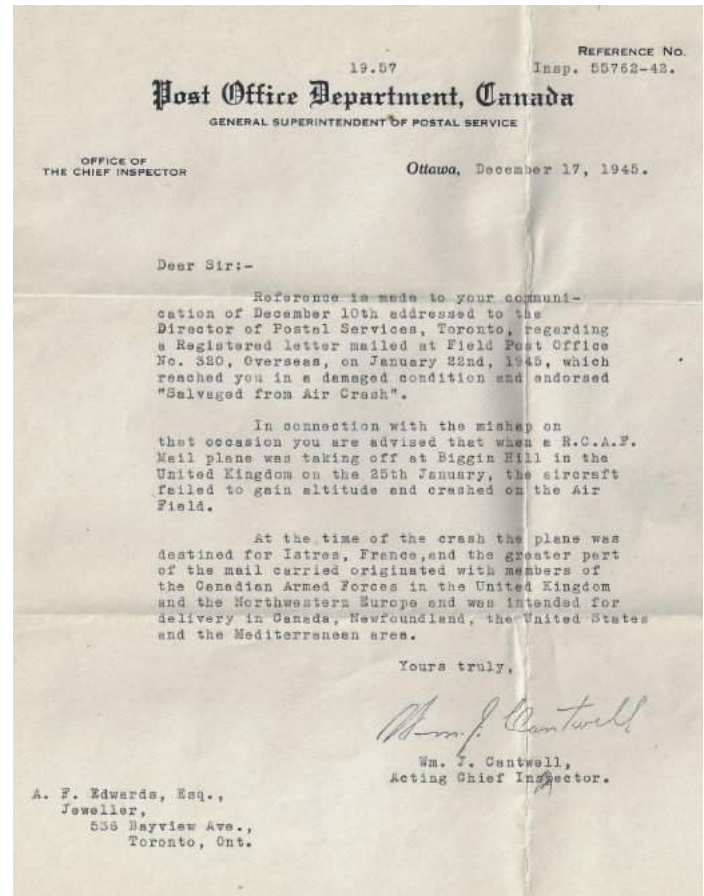 REFERENCE NO.
19.57 Insp. 55762-42.
Post Office Department, Canada
GENERAL SUPERINTENDENT OF POSTAL SERVICE
OFFICE OF
THE CHIEF INSPECTOR
Ottawa, December 17, 1945.
Dear Sir:-
Reference is made to your communi-
cation of December 10th addressed to the
Director of Postal Services, Toronto, regarding
a Registered letter mailed at Field Post Office
No. 320, Overseas, on January 22nd, 1945, which
reached you in a damaged condition and endorsed
"Salvaged from Air Crash".
In connection with the mishap on
that occasion you are advised that when a R.C.A.F.
Mail plane was taking off at Biggin Hill in the
United Kingdom on the 25th January, the aircraft
failed to gain altitude and crashed on the Air
Field.
At the time of the crash the plane was
destined for Istres, France,and the greater part
of the mail carried originated with members of
the Canadian Armed Forces in the United Kingdom
and the Northwestern Europe and was intended for
delivery in Canada, Newfoundland, the United States
and the Mediterranean area.
Yours truly,
Wm. J. Cantwell
Wm. J. Cantwell,
Acting Chief Inspector.
A. F. Edwards, Esq.,
Jeweller,
536 Bayview Ave.,
Toronto, Ont.